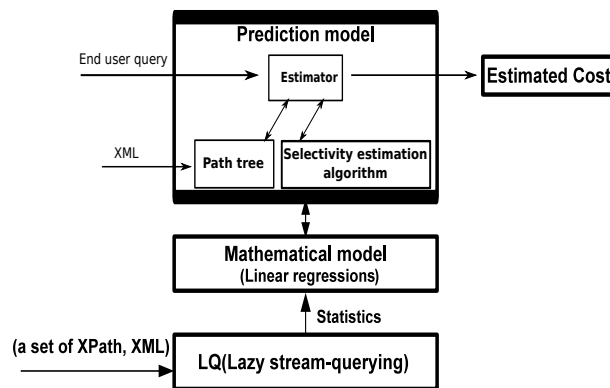 Prediction model
End user query
Estimator
Estimated Cost
XML
Path tree
Selectivity estimation
algorithm
Mathematical model
(Linear regressions)
Statistics
(a set of XPath, XML)
LQ(Lazy stream-querying)